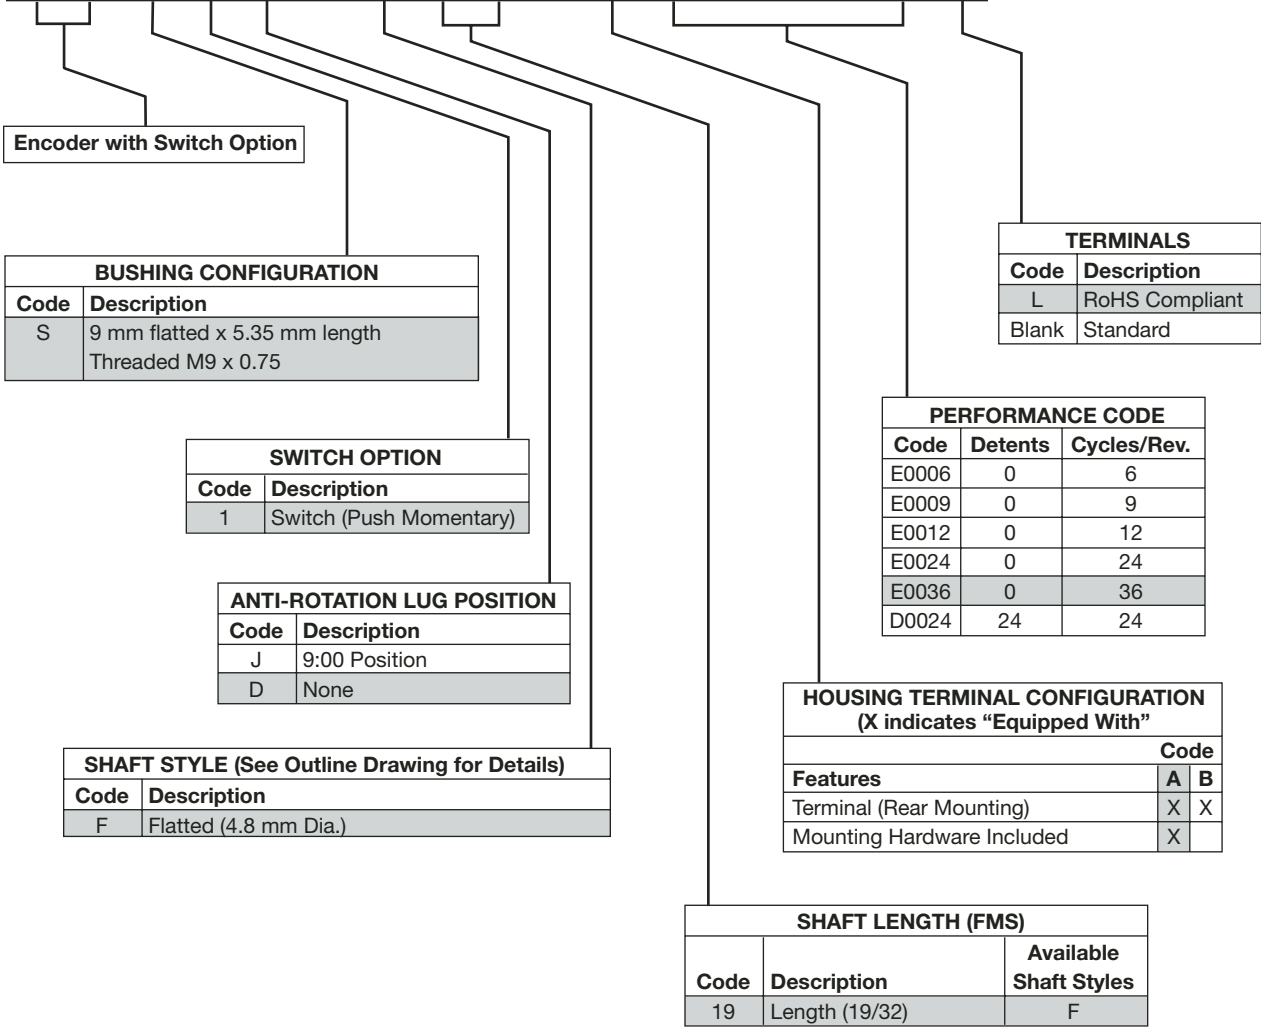 Encoder with Switch Option
TERMINALS
Code Description
L RoHS Compliant
Blank Standard
BUSHING CONFIGURATION
Code Description
S 9 mm flatted x 5.35 mm length
Threaded M9 x 0.75
PERFORMANCE CODE
Code Detents Cycles/Rev.
E0006 0 6
E0009 0 9
E0012 0 12
E0024 0 24
E0036 0 36
D0024 24 24
SWITCH OPTION
Code Description
1 Switch (Push Momentary)
ANTI-ROTATION LUG POSITION
Code Description
J 9:00 Position
D None
HOUSING TERMINAL CONFIGURATION
(X indicates “Equipped With”
Code
Features A B
Terminal (Rear Mounting) X X
Mounting Hardware Included X
SHAFT STYLE (See Outline Drawing for Details)
Code Description
F Flatted (4.8 mm Dia.)
SHAFT LENGTH (FMS)
Available
Code Description Shaft Styles
19 Length (19/32) F